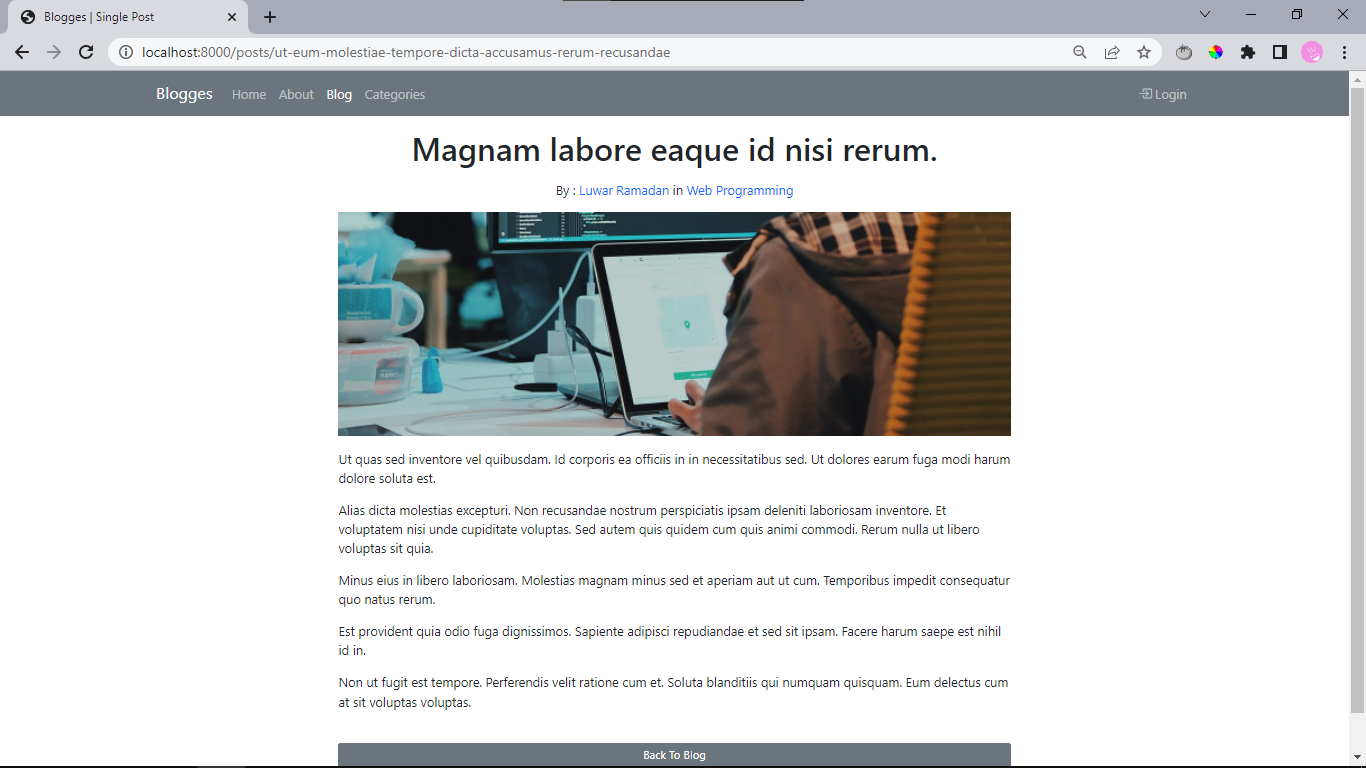 Blogges | Single Post
localhost:8000/posts/ut-eum-molestiae-tempore-dicta-accusamus-rerum-recusandae
Blogges Home About Blog Categories Login
Magnam labore eaque id nisi rerum.
By : Luwar Ramadan in Web Programming
Ut quas sed inventore vel quibusdam. Id corporis ea officiis in in necessitatibus sed. Ut dolores earum fuga modi harum
dolore soluta est.
Alias dicta molestias excepturi. Non recusandae nostrum perspiciatis ipsam deleniti laboriosam inventore. Et
voluptatem nisi unde cupiditate voluptas. Sed autem quis quidem cum quis animi commodi. Rerum nulla ut libero
voluptas sit quia.
Minus eius in libero laboriosam. Molestias magnam minus sed et aperiam aut ut cum. Temporibus impedit consequatur
quo natus rerum.
Est provident quia odio fuga dignissimos. Sapiente adipisci repudiandae et sed sit ipsam. Facere harum saepe est nihil
id in.
Non ut fugit est tempore. Perferendis velit ratione cum et. Soluta blanditiis qui numquam quisquam. Eum delectus cum
at sit voluptas voluptas.
Back To Blog